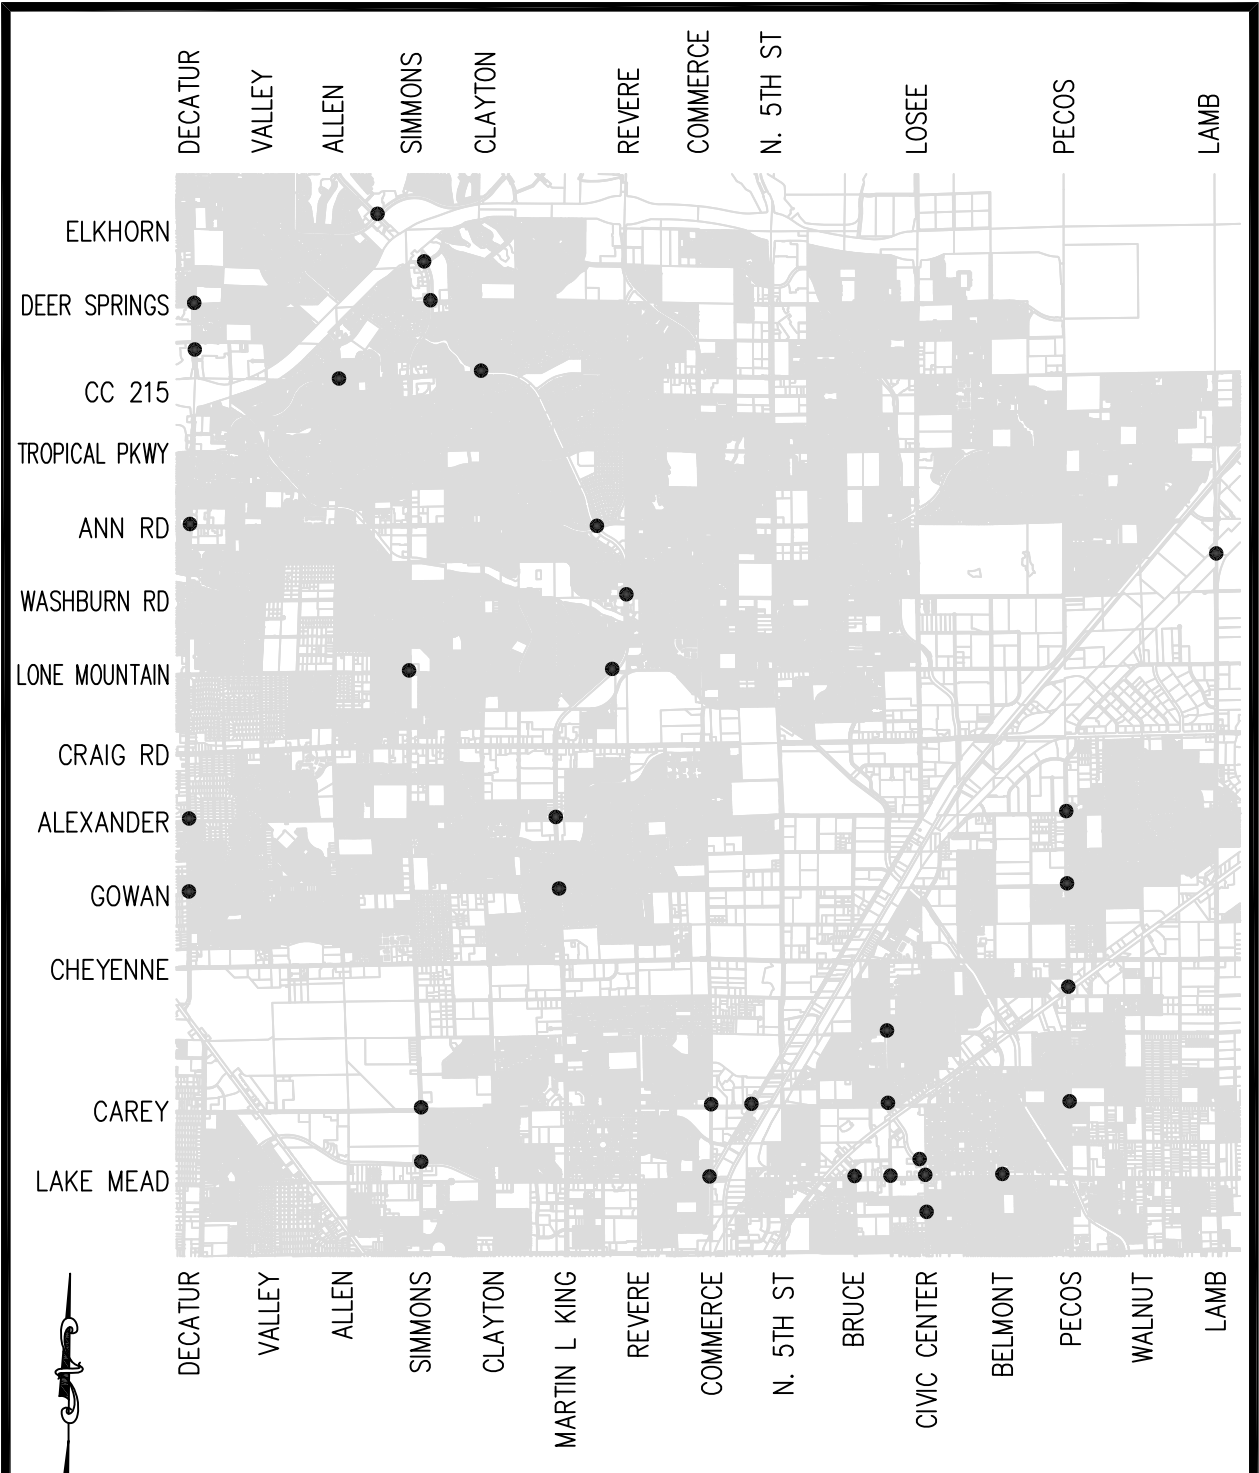 DECATUR
VALLEY
ALLEN
SIMMONS
CLAYTON
REVERE
COMMERCE
N. 5TH ST
LOSEE
PECOS
LAMB
ELKHORN
DEER SPRINGS
CC 215
TROPICAL PKWY
ANN RD
WASHBURN RD
LONE MOUNTAIN
CRAIG RD
ALEXANDER
GOWAN
CHEYENNE
CAREY
LAKE MEAD
DECATUR
VALLEY
ALLEN
SIMMONS
CLAYTON
MARTIN L KING
REVERE
COMMERCE
N. 5TH ST
BRUCE
CIVIC CENTER
BELMONT
PECOS
WALNUT
LAMB